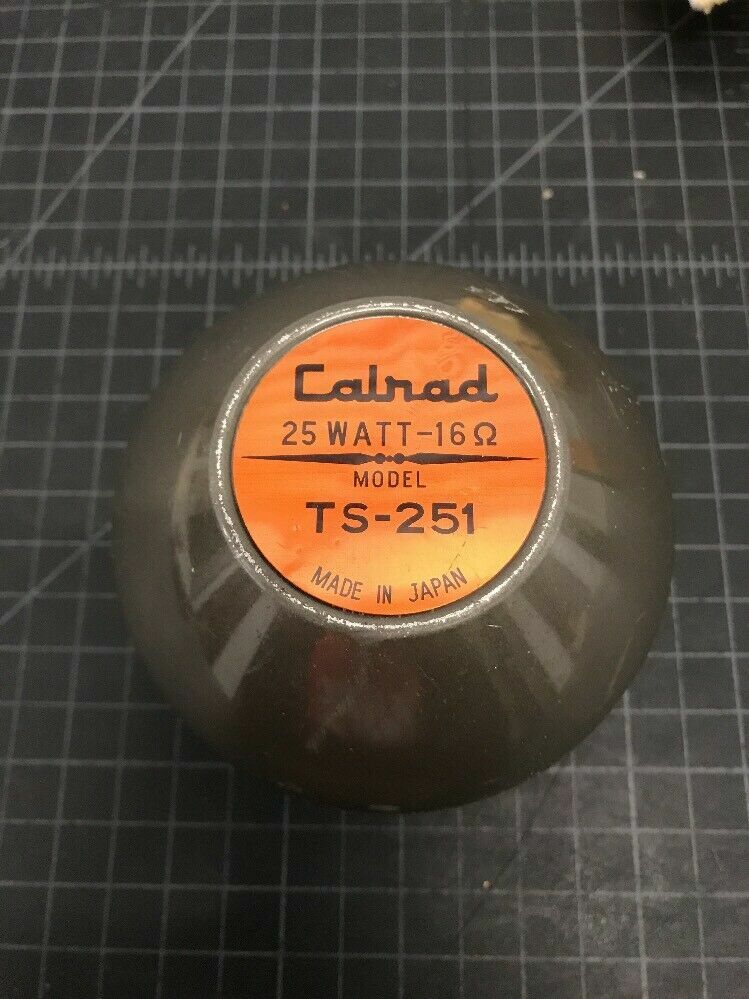 Calrad
25 WATT-16Ω
MODEL
TS-251
MADE IN JAPAN